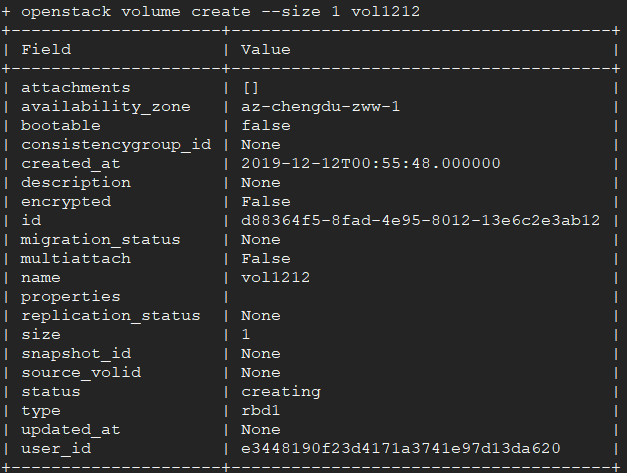 + openstack volume create --size 1 vol1212
+---------------------+--------------------------------------+
| Field               | Value                                |
+---------------------+--------------------------------------+
| attachments         | []                                   |
| availability_zone   | az-chengdu-zww-1                     |
| bootable            | false                                |
| consistencygroup_id | None                                 |
| created_at          | 2019-12-12T00:55:48.000000           |
| description         | None                                 |
| encrypted           | False                                |
| id                  | d88364f5-8fad-4e95-8012-13e6c2e3ab12 |
| migration_status    | None                                 |
| multiattach         | False                                |
| name                | vol1212                              |
| properties          |                                      |
| replication_status  | None                                 |
| size                | 1                                    |
| snapshot_id         | None                                 |
| source_volid        | None                                 |
| status              | creating                             |
| type                | rbd1                                 |
| updated_at          | None                                 |
| user_id             | e3448190f23d4171a3741e97d13da620     |
+---------------------+--------------------------------------+